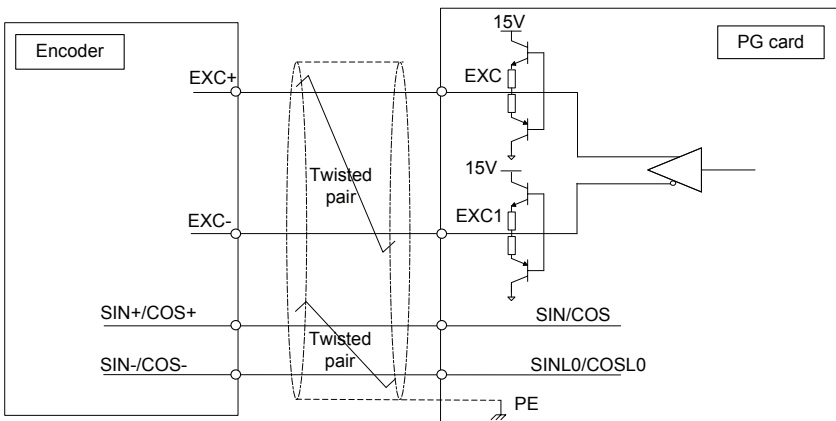 15V
Encoder
PG card
EXC+
EXC
Twisted
pair
15V
EXC-
EXC1
SIN+/COS+
SIN/COS
Twisted
pair
SIN-/COS-
SINL0/COSL0
PE